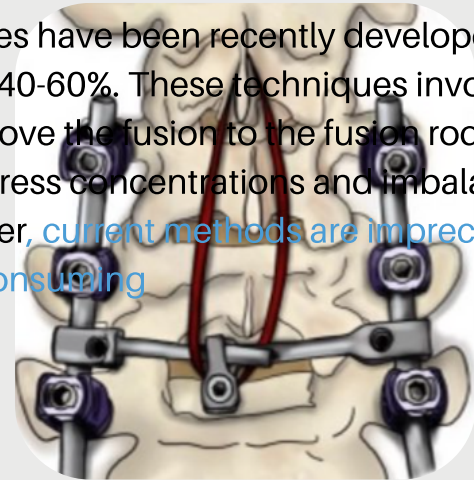 es have been recently develope
40-60%. These techniques invo
ove the fusion to the fusion rod
ress concentrations and imbala
er, current methods are imprec
onsuming